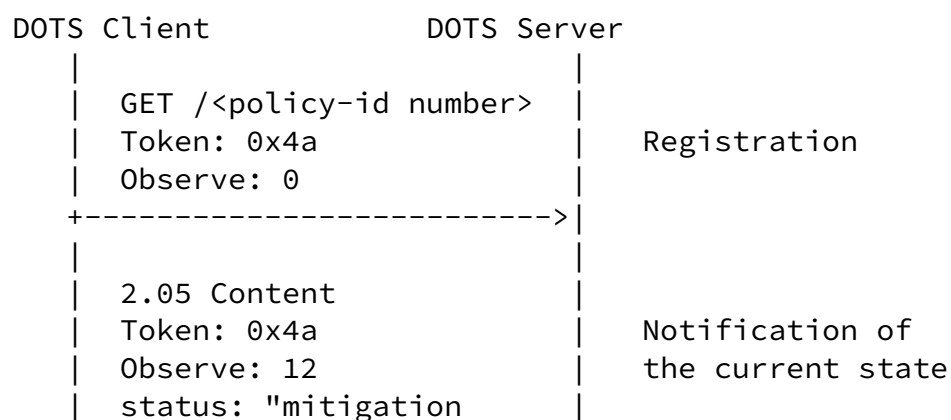 DOTS Client            DOTS Server
   |                           |
   |  GET /<policy-id number>  |
   |  Token: 0x4a              |   Registration
   |  Observe: 0               |
   +-------------------------->|
   |                           |
   |  2.05 Content             |
   |  Token: 0x4a              |   Notification of
   |  Observe: 12              |   the current state
   |  status: "mitigation      |